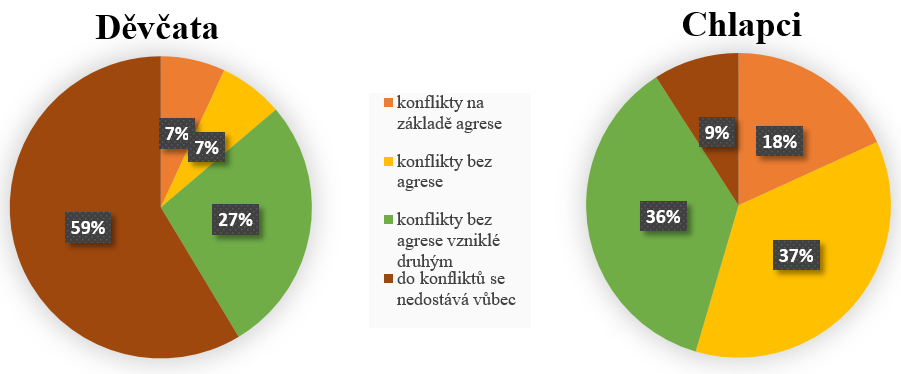 Děvčata
Chlapci
7%
7%
27%
59%
konflikty na
základě agrese
konflikty bez
agrese
konflikty bez
agrese vzniklé
druhým
do konfliktů se
nedostává vůbec
9%
18%
36%
37%